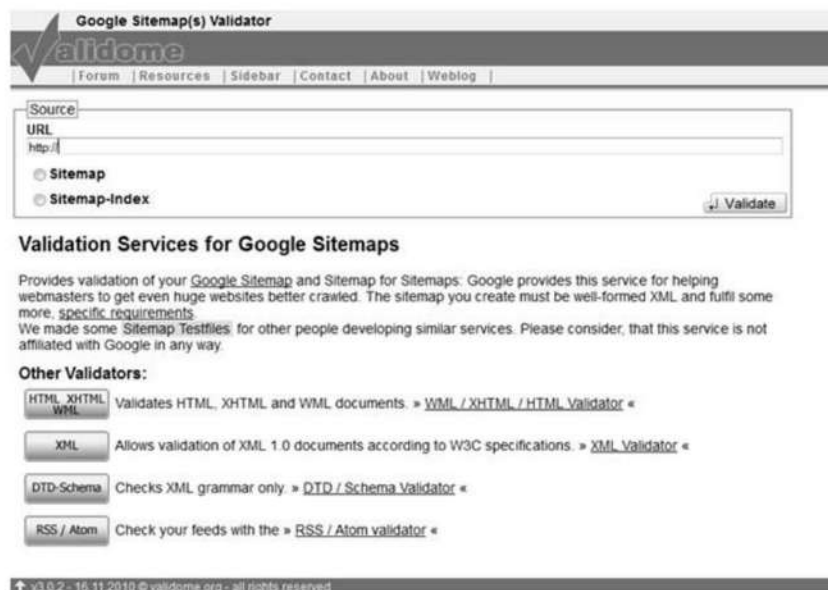 Google Sitemap(s) Validator
Validome
| Forum | Resources | Sidebar | Contact | About | Weblog |
Source
URL
http://
Sitemap
Sitemap-Index
Validate
Validation Services for Google Sitemaps
Provides validation of your Google Sitemap and Sitemap for Sitemaps: Google provides this service for helping
webmasters to get even huge websites better crawled. The sitemap you create must be well-formed XML and fulfil some
more, specific requirements.
We made some Sitemap Testfiles for other people developing similar services. Please consider, that this service is not
affiliated with Google in any way.
Other Validators:
HTML XHTML
WML
Validates HTML, XHTML and WML documents. » WML / XHTML / HTML Validator «
XML Allows validation of XML 1.0 documents according to W3C specifications. » XML Validator «
DTD-Schema Checks XML grammar only. » DTD / Schema Validator «
RSS / Atom Check your feeds with the » RSS / Atom validator «
v3.0.2 - 16.11.2010 © validome.org - all rights reserved